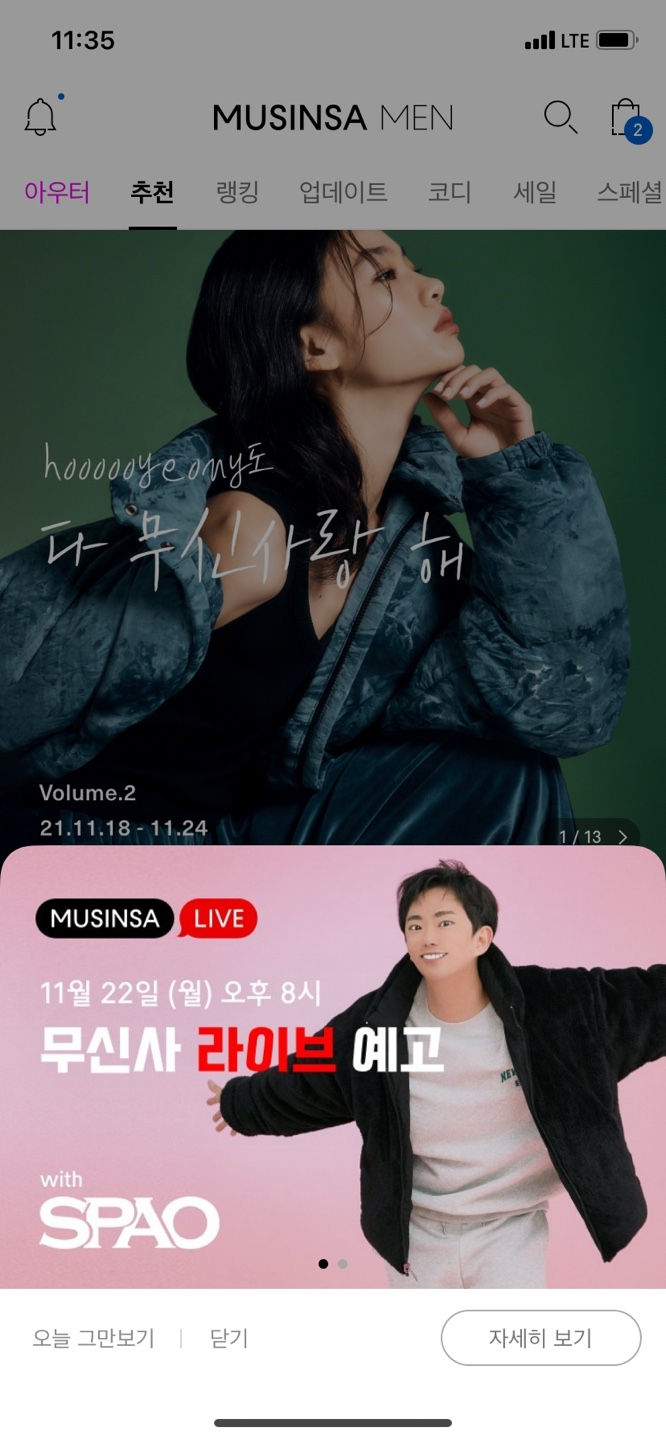 11:35
LTE
MUSINSA MEN
2
아우터 추천 랭킹 업데이트 코디 세일 스페셜
hoooooyeony도
다 무신사랑 해
Volume.2
21.11.18 - 11.24
1 / 13
MUSINSA LIVE
11월 22일 (월) 오후 8시
무신사 라이브 예고
with
SPAO
오늘 그만보기 | 닫기
자세히 보기